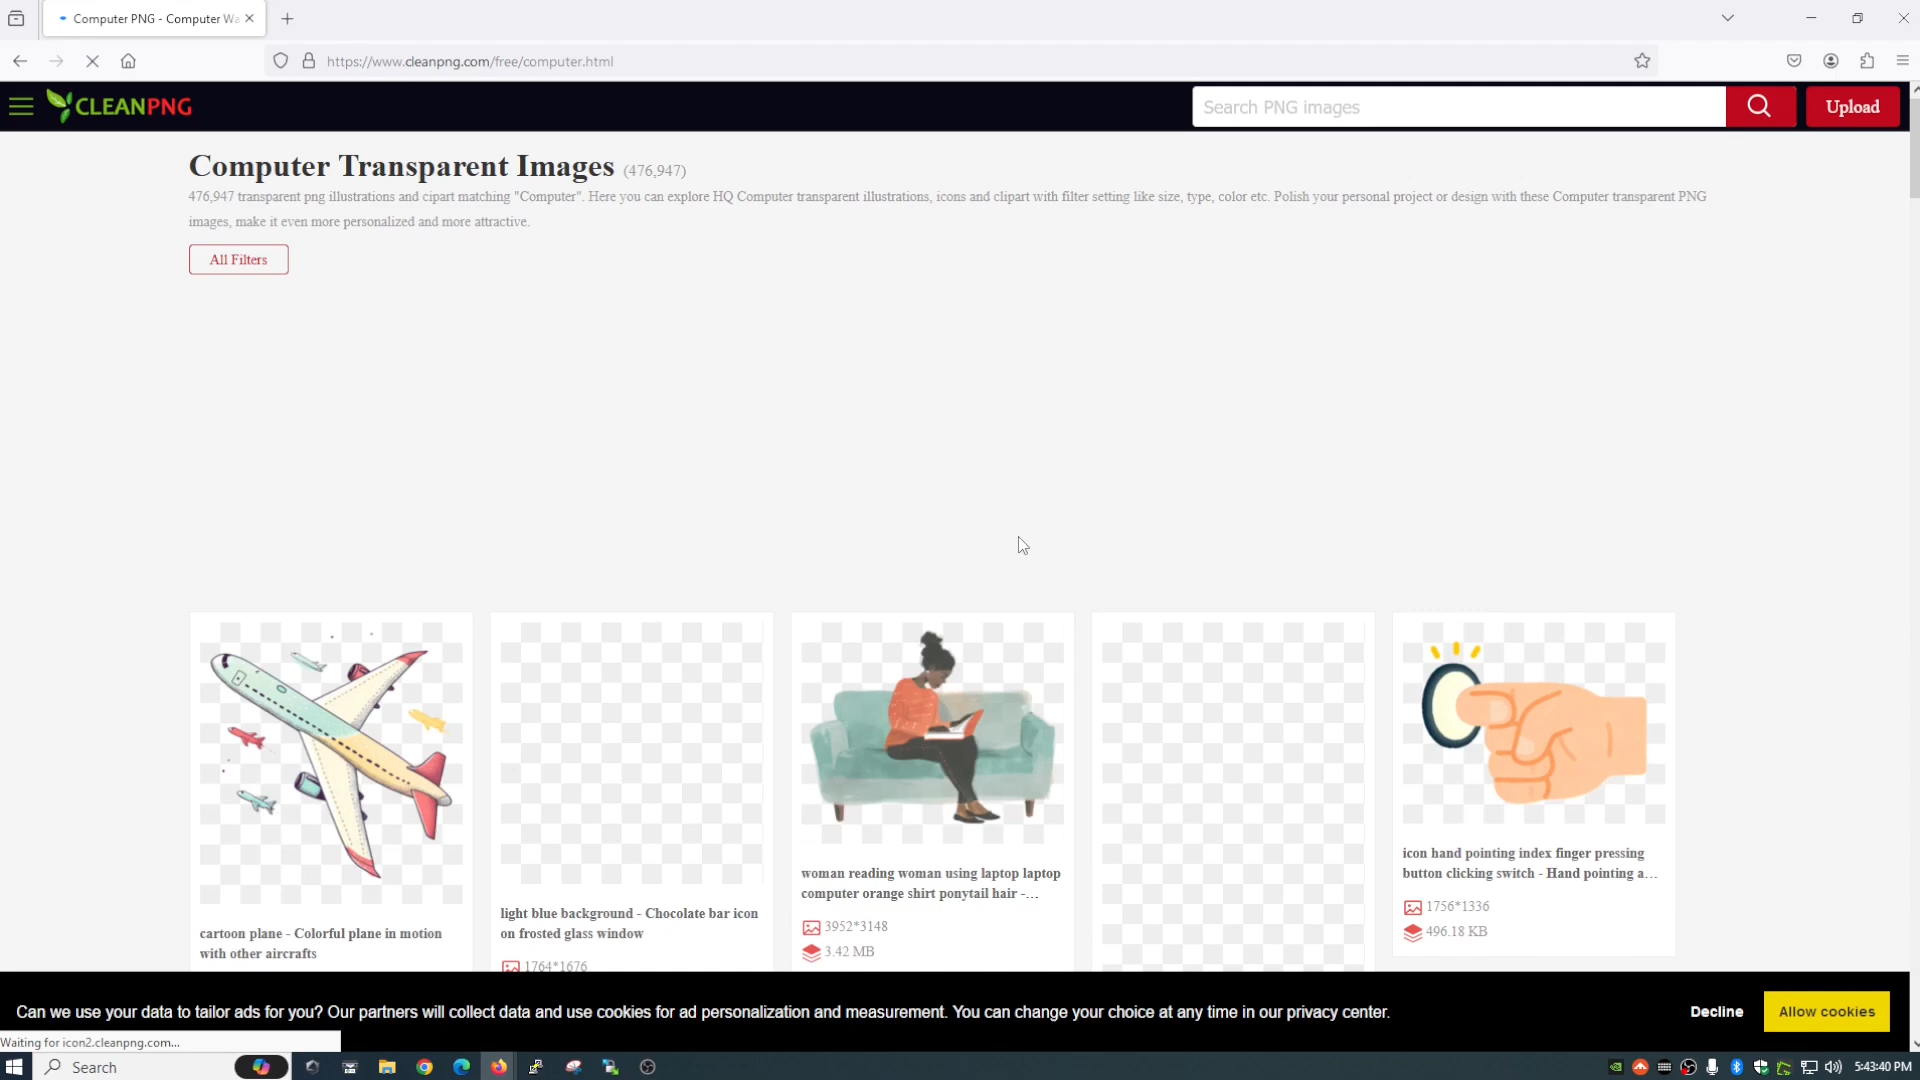 Computer PNG - Computer Wa
https://www.cleanpng.com/free/computer.html
CLEANPNG
Search PNG images
Upload
Computer Transparent Images (476,947)
476,947 transparent png illustrations and cipart matching "Computer". Here you can explore HQ Computer transparent illustrations, icons and clipart with filter setting like size, type, color etc. Polish your personal project or design with these Computer transparent PNG
images, make it even more personalized and more attractive.
All Filters
cartoon plane - Colorful plane in motion
with other aircrafts
light blue background - Chocolate bar icon
on frosted glass window
1764*1676
woman reading woman using laptop laptop
computer orange shirt ponytail hair -...
3952*3148
3.42 MB
icon hand pointing index finger pressing
button clicking switch - Hand pointing a...
1756*1336
496.18 KB
Can we use your data to tailor ads for you? Our partners will collect data and use cookies for ad personalization and measurement. You can change your choice at any time in our privacy center.
Decline
Allow cookies
Waiting for icon2.cleanpng.com...
Search
5:43:40 PM